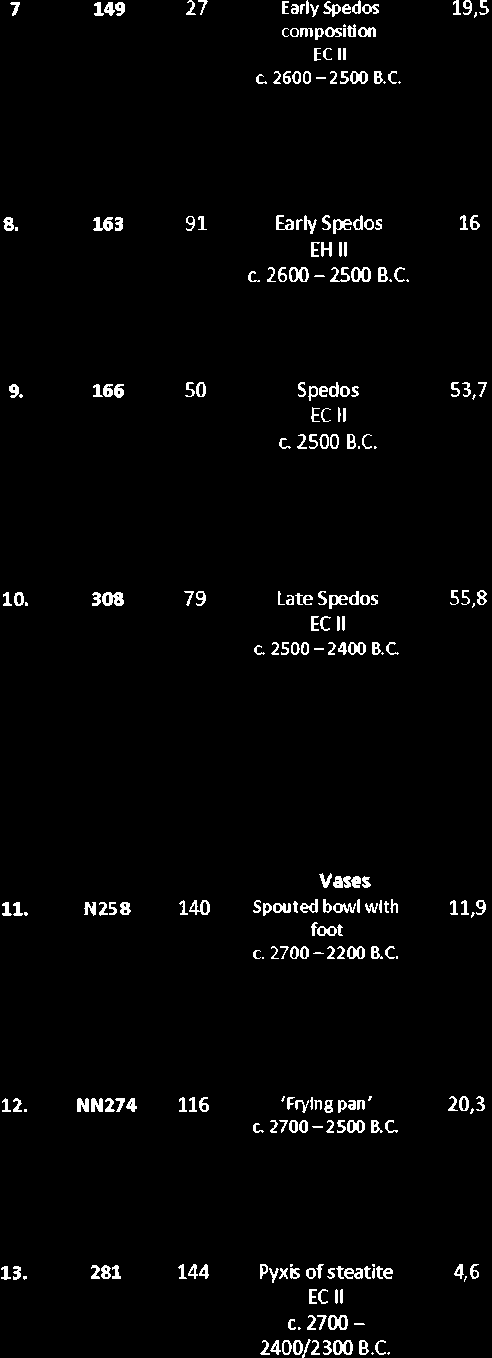 7 149 27 Early Spedos 19,5
composition
EC II
c. 2600 – 2500 B.C.
8. 163 91 Early Spedos 16
EH II
c. 2600 – 2500 B.C.
9. 166 50 Spedos 53,7
EC II
c. 2500 B.C.
10. 308 79 Late Spedos 55,8
EC II
c. 2500 – 2400 B.C.
Vases
11. N258 140 Spouted bowl with 11,9
foot
c. 2700 – 2200 B.C.
12. NN274 116 'Frying pan' 20,3
c. 2700 – 2500 B.C.
13. 281 144 Pyxis of steatite 4,6
EC II
c. 2700 –
2400/2300 B.C.